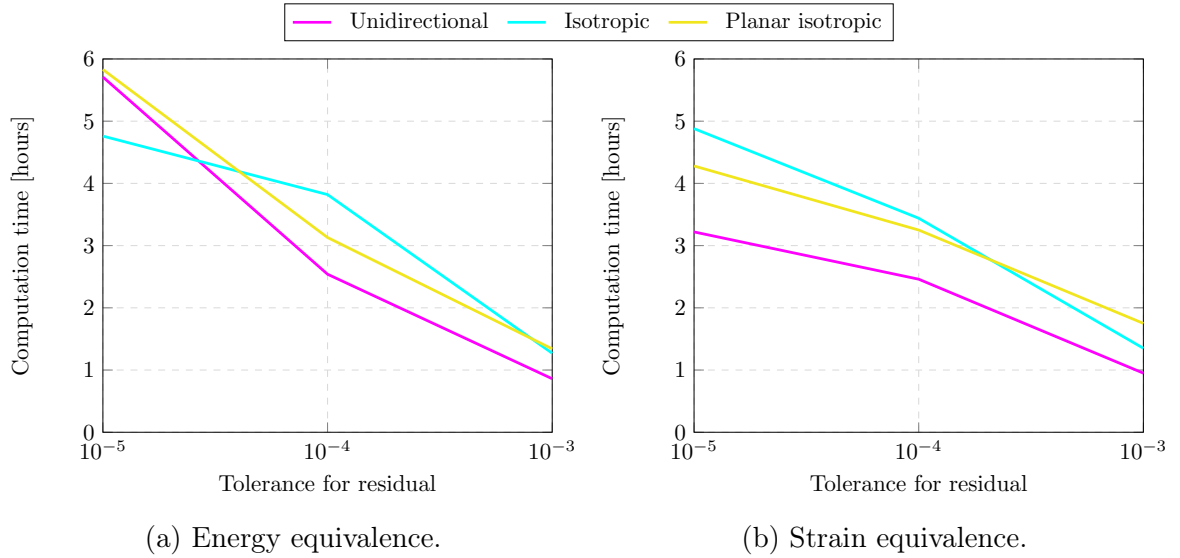 Unidirectional Isotropic Planar isotropic
6
5
4
3
2
1
0
10^-5 10^-4 10^-3
Computation time [hours]
Tolerance for residual
(a) Energy equivalence.
6
5
4
3
2
1
0
10^-5 10^-4 10^-3
Computation time [hours]
Tolerance for residual
(b) Strain equivalence.